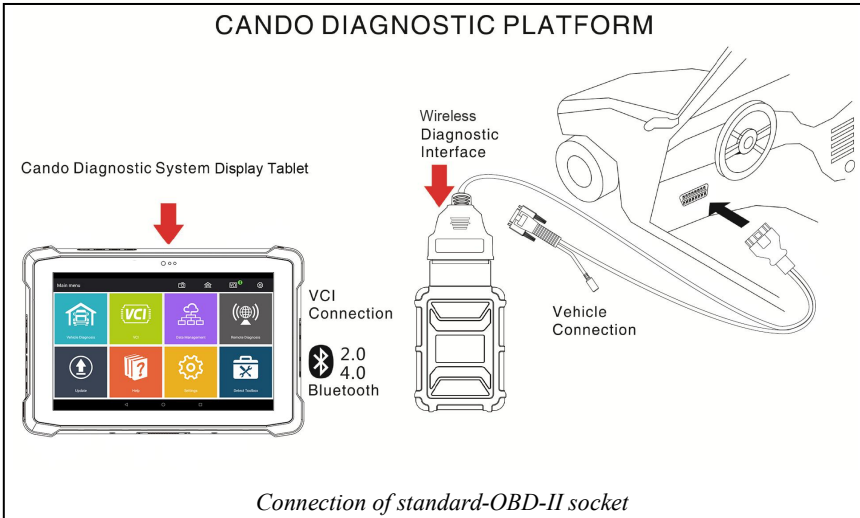 CANDO DIAGNOSTIC PLATFORM
Wireless
Diagnostic
Interface
Cando Diagnostic System Display Tablet
Main menu
VCI
Vehicle Diagnosis
VCI
VCI
Data Management
Remote Diagnosis
Update
Help
Settings
Detect Toolbox
VCI
Connection
2.0
4.0
Bluetooth
Vehicle
Connection
Connection of standard-OBD-II socket